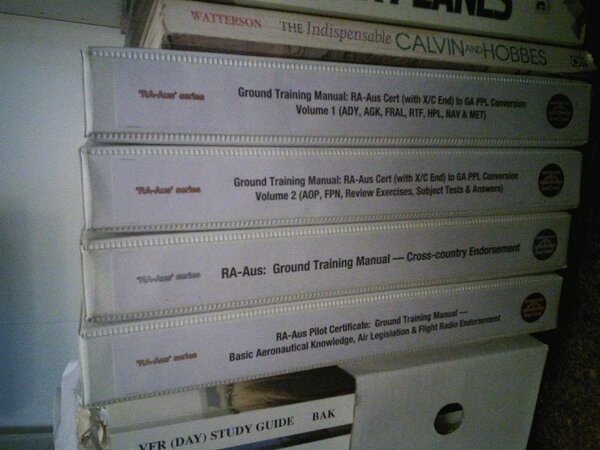 PLANES
WATTERSON THE Indispensable CALVIN AND HOBBES
'RA-Aus' series
Ground Training Manual: RA-Aus Cert (with X/C End) to GA PPL Conversion
Volume 1 (ADY, AGK, FRAL, RTF, HPL, NAV & MET)
'RA-Aus' series
Ground Training Manual: RA-Aus Cert (with X/C End) to GA PPL Conversion
Volume 2 (AOP, FPN, Review Exercises, Subject Tests & Answers)
'RA-Aus' series
RA-Aus: Ground Training Manual — Cross-country Endorsement
'RA-Aus' series
RA-Aus Pilot Certificate: Ground Training Manual —
Basic Aeronautical Knowledge, Air Legislation & Flight Radio Endorsement
VFR (DAY) STUDY GUIDE BAK